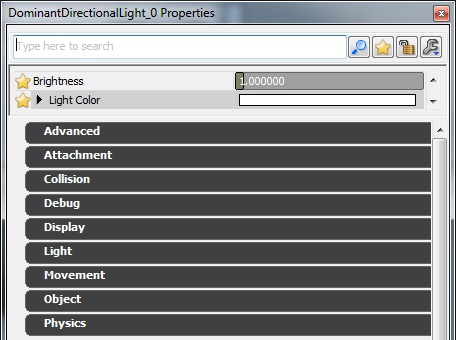 DominantDirectionalLight_0 Properties
Type here to search
Brightness 1.000000
Light Color
Advanced
Attachment
Collision
Debug
Display
Light
Movement
Object
Physics